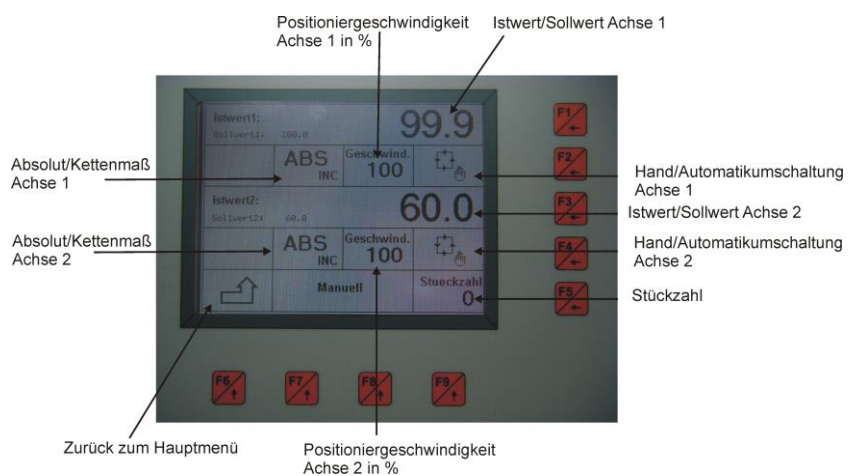 Positioniergeschwindigkeit
Achse 1 in %
Istwert/Sollwert Achse 1
Absolut/Kettenmaß
Achse 1
Hand/Automatikumschaltung
Achse 1
Istwert/Sollwert Achse 2
Absolut/Kettenmaß
Achse 2
Hand/Automatikumschaltung
Achse 2
Stückzahl
Zurück zum Hauptmenü
Positioniergeschwindigkeit
Achse 2 in %
Istwert1:
99.9
Sollwert1: 200.0
ABS
INC
Geschwind.
100
Istwert2:
60.0
Sollwert2: 60.0
ABS
INC
Geschwind.
100
Manuell
Stueckzahl
0
F1
F2
F3
F4
F5
F6
F7
F8
F9